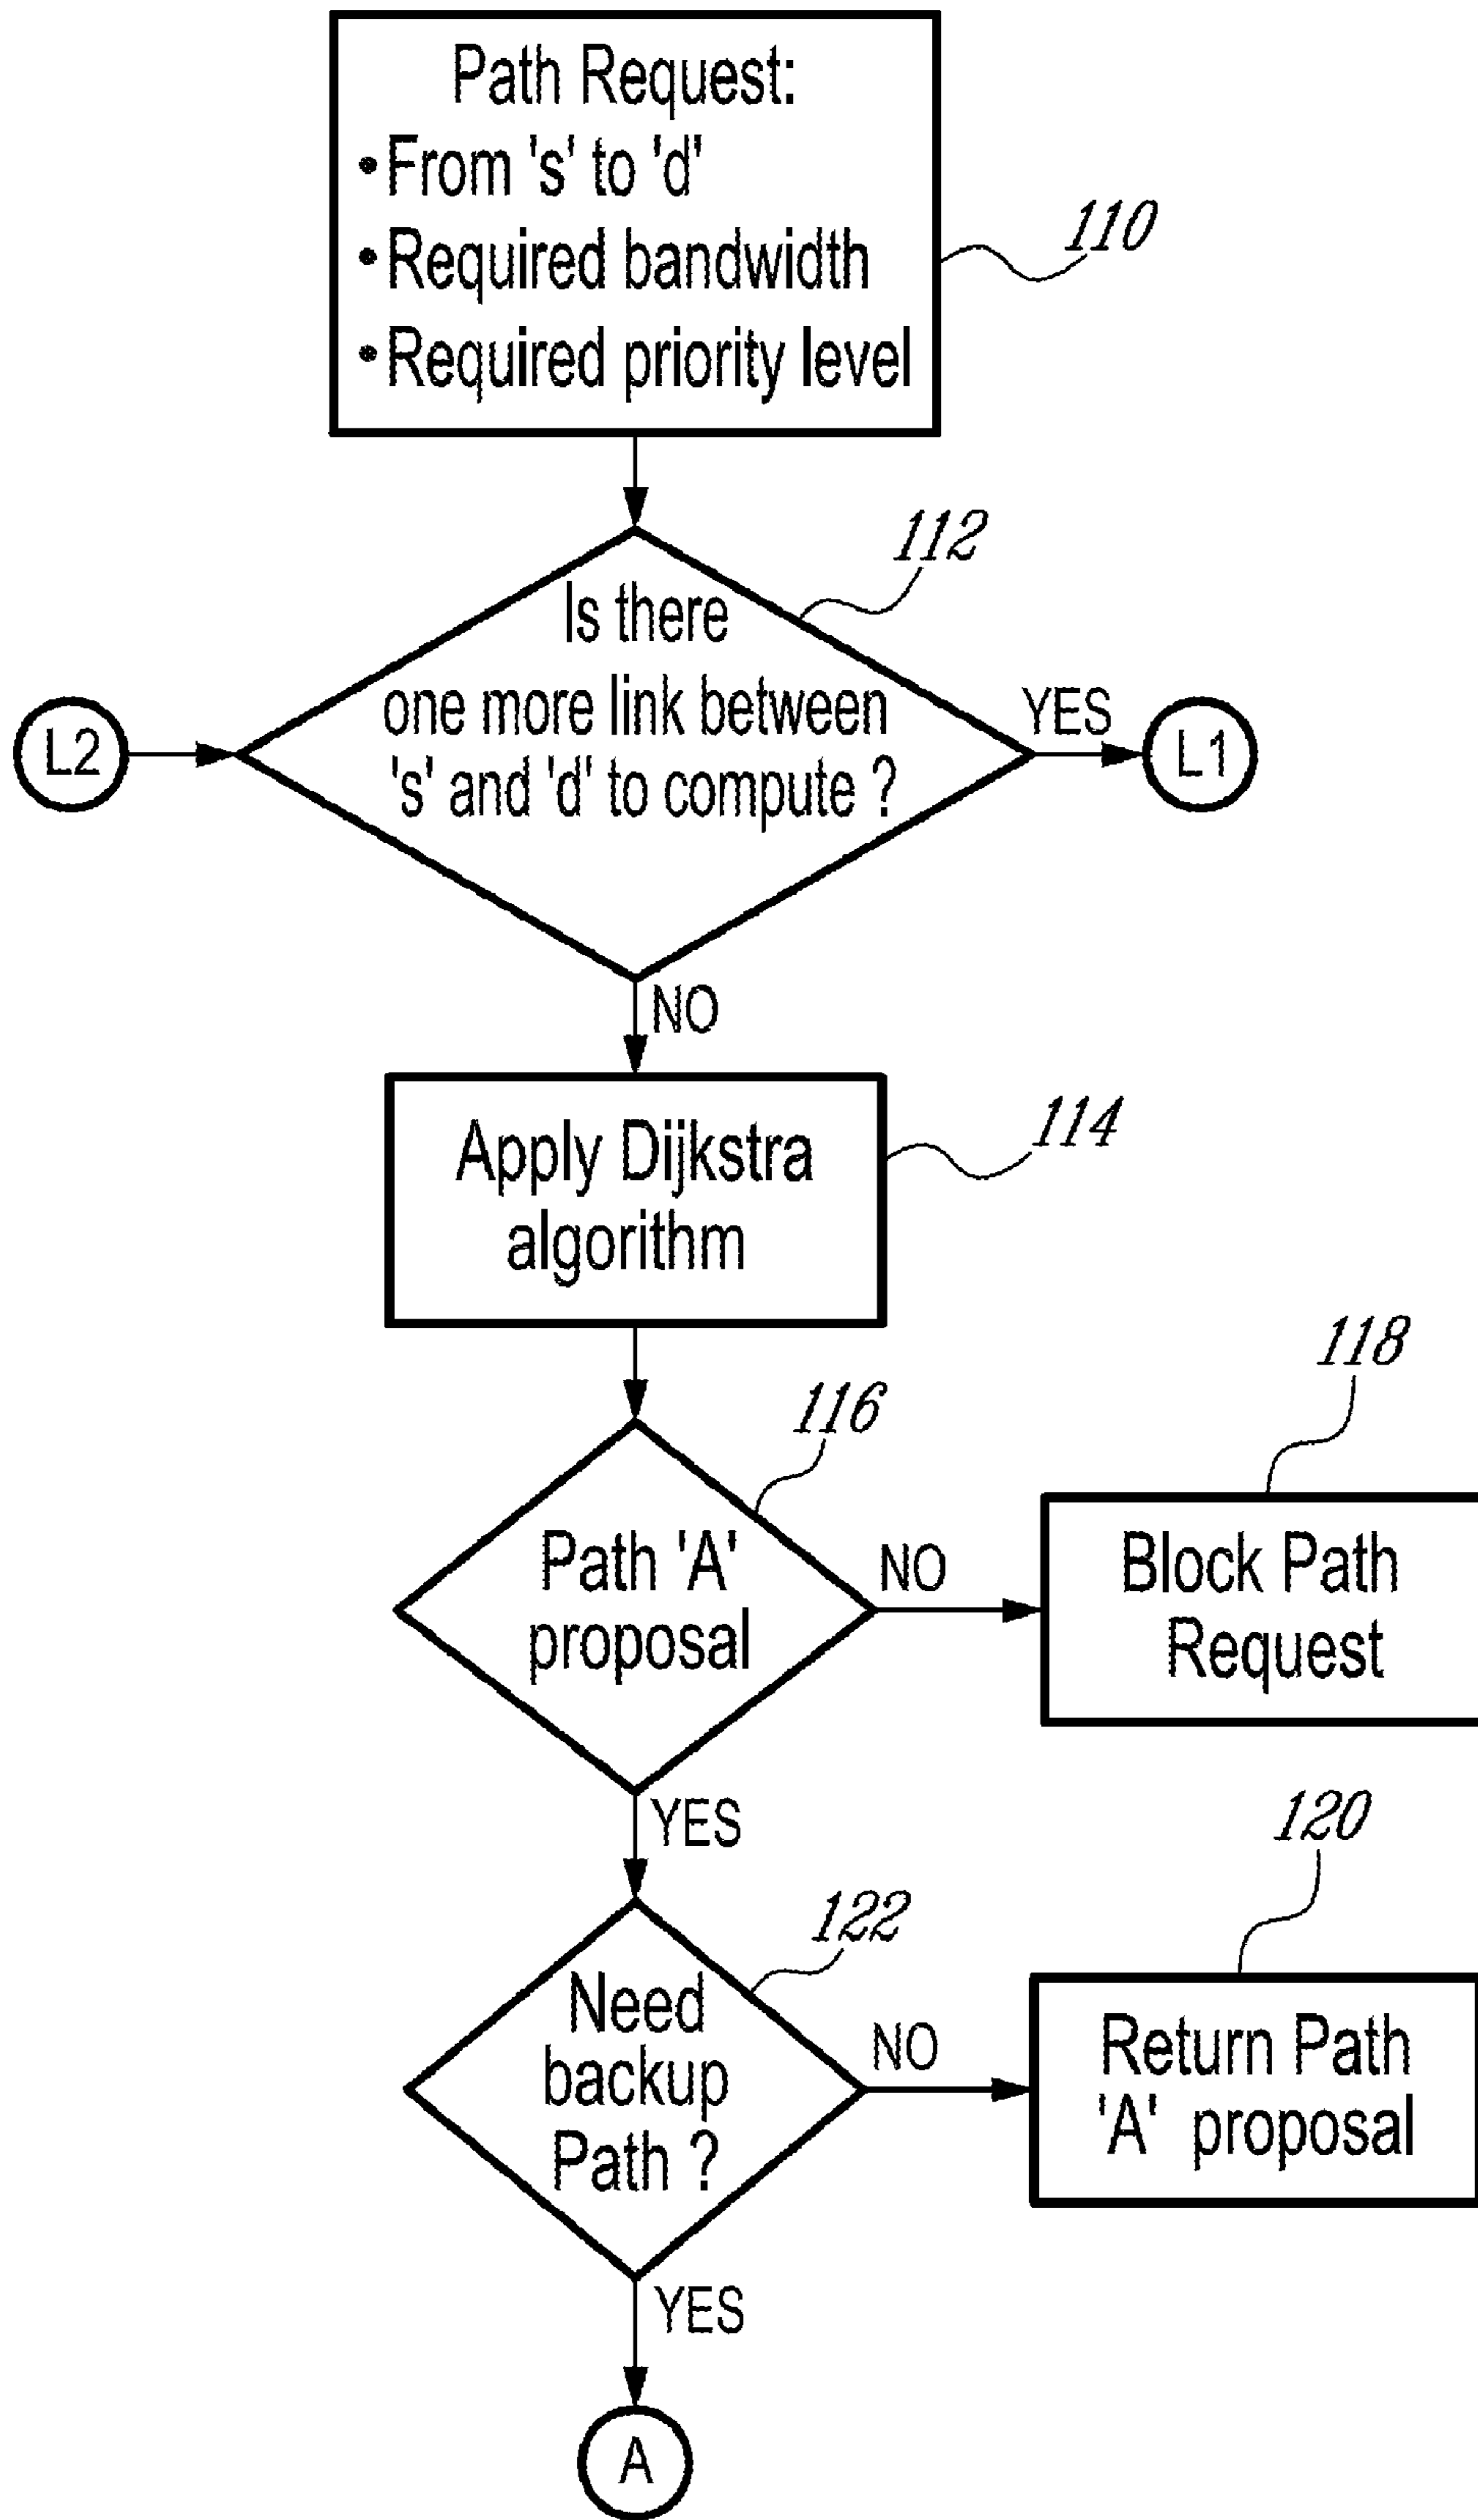 Path Request:
•From 's' to 'd'
•Required bandwidth
•Required priority level
110
112
Is there
one more link between
's' and 'd' to compute ?
L2
YES
L1
NO
Apply Dijkstra
algorithm
114
116
118
Path 'A'
proposal
NO
Block Path
Request
YES
120
122
Need
backup
Path ?
NO
Return Path
'A' proposal
YES
A